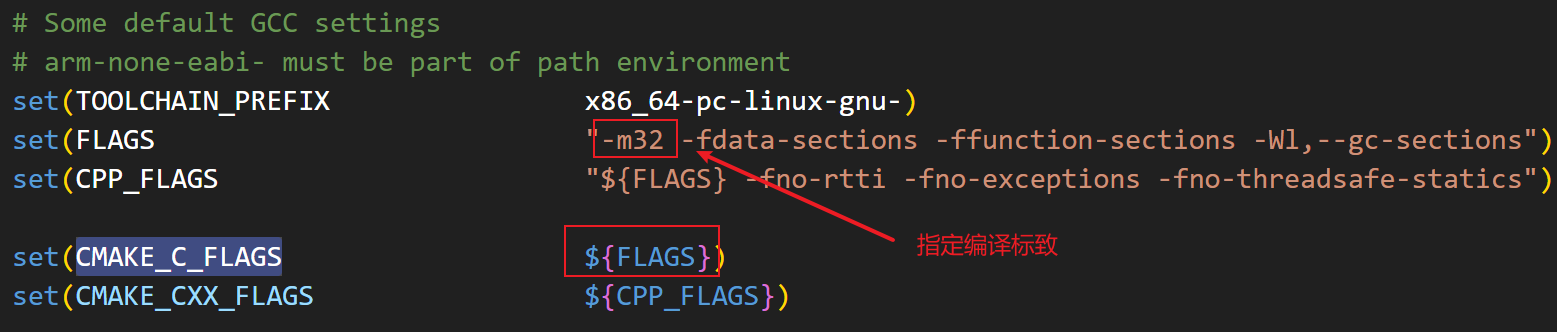 # Some default GCC settings
# arm-none-eabi- must be part of path environment
set(TOOLCHAIN_PREFIX x86_64-pc-linux-gnu-)
set(FLAGS "-m32 -fdata-sections -ffunction-sections -Wl,--gc-sections")
set(CPP_FLAGS "${FLAGS} -fno-rtti -fno-exceptions -fno-threadsafe-statics")
set(CMAKE_C_FLAGS ${FLAGS})
指定编译标致
set(CMAKE_CXX_FLAGS ${CPP_FLAGS})